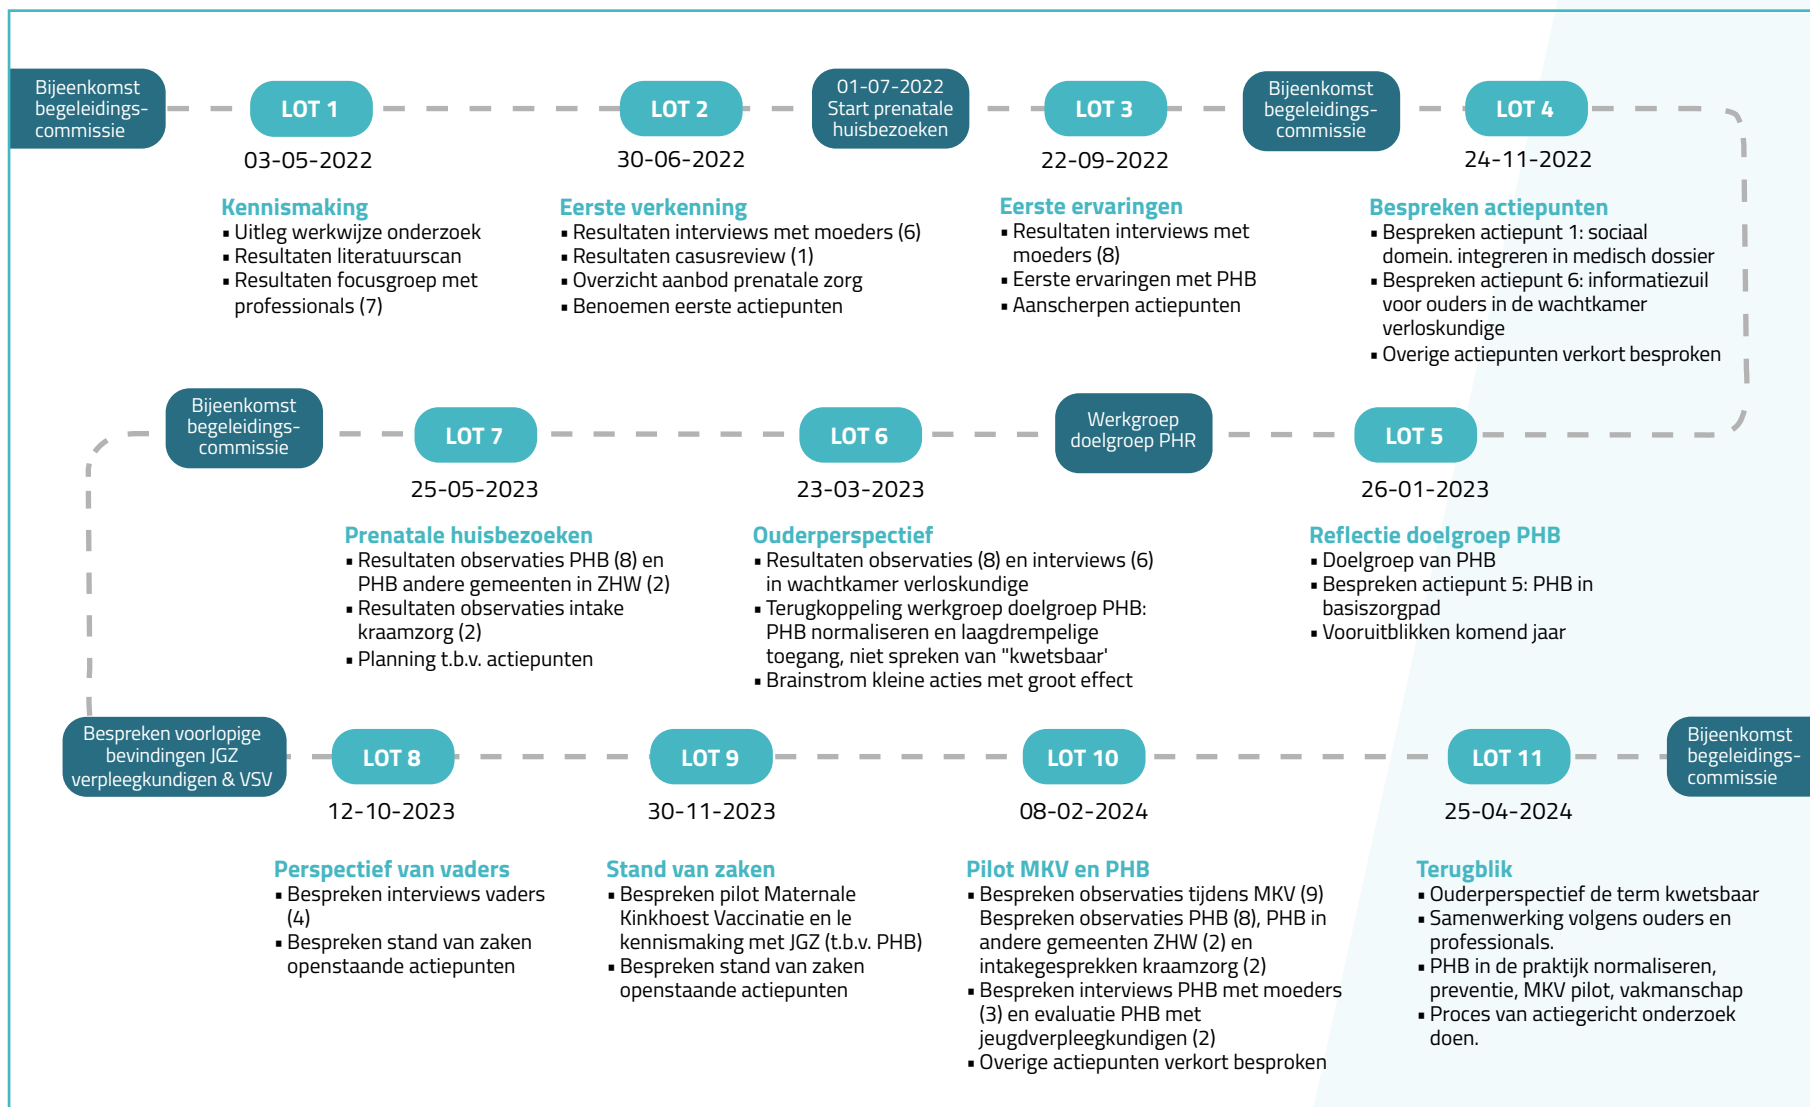 Bijeenkomst
begeleidings-
commissie
LOT 1
03-05-2022
Kennismaking
▪ Uitleg werkwijze onderzoek
▪ Resultaten literatuurscan
▪ Resultaten focusgroep met
professionals (7)
LOT 2
30-06-2022
Eerste verkenning
▪ Resultaten interviews met moeders (6)
▪ Resultaten casusreview (1)
▪ Overzicht aanbod prenatale zorg
▪ Benoemen eerste actiepunten
01-07-2022
Start prenatale
huisbezoeken
LOT 3
22-09-2022
Eerste ervaringen
▪ Resultaten interviews met
moeders (8)
▪ Eerste ervaringen met PHB
▪ Aanscherpen actiepunten
Bijeenkomst
begeleidings-
commissie
LOT 4
24-11-2022
Bespreken actiepunten
▪ Bespreken actiepunt 1: sociaal
domein. integreren in medisch dossier
▪ Bespreken actiepunt 6: informatiezuil
voor ouders in de wachtkamer
verloskundige
▪ Overige actiepunten verkort besproken
Bijeenkomst
begeleidings-
commissie
LOT 7
25-05-2023
Prenatale huisbezoeken
▪ Resultaten observaties PHB (8) en
PHB andere gemeenten in ZHW (2)
▪ Resultaten observaties intake
kraamzorg (2)
▪ Planning t.b.v. actiepunten
LOT 6
23-03-2023
Ouderperspectief
▪ Resultaten observaties (8) en interviews (6)
in wachtkamer verloskundige
▪ Terugkoppeling werkgroep doelgroep PHB:
PHB normaliseren en laagdrempelige
toegang, niet spreken van "kwetsbaar'
▪ Brainstrom kleine acties met groot effect
Werkgroep
doelgroep PHR
LOT 5
26-01-2023
Reflectie doelgroep PHB
▪ Doelgroep van PHB
▪ Bespreken actiepunt 5: PHB in
basiszorgpad
▪ Vooruitblikken komend jaar
Bespreken voorlopige
bevindingen JGZ
verpleegkundigen & VSV
LOT 8
12-10-2023
Perspectief van vaders
▪ Bespreken interviews vaders
(4)
▪ Bespreken stand van zaken
openstaande actiepunten
LOT 9
30-11-2023
Stand van zaken
▪ Bespreken pilot Maternale
Kinkhoest Vaccinatie en le
kennismaking met JGZ (t.b.v. PHB)
▪ Bespreken stand van zaken
openstaande actiepunten
LOT 10
08-02-2024
Pilot MKV en PHB
▪ Bespreken observaties tijdens MKV (9)
Bespreken observaties PHB (8), PHB in
andere gemeenten ZHW (2) en
intakegesprekken kraamzorg (2)
▪ Bespreken interviews PHB met moeders
(3) en evaluatie PHB met
jeugdverpleegkundigen (2)
▪ Overige actiepunten verkort besproken
LOT 11
25-04-2024
Terugblik
▪ Ouderperspectief de term kwetsbaar
▪ Samenwerking volgens ouders en
professionals.
▪ PHB in de praktijk normaliseren,
preventie, MKV pilot, vakmanschap
▪ Proces van actiegericht onderzoek
doen.
Bijeenkomst
begeleidings-
commissie